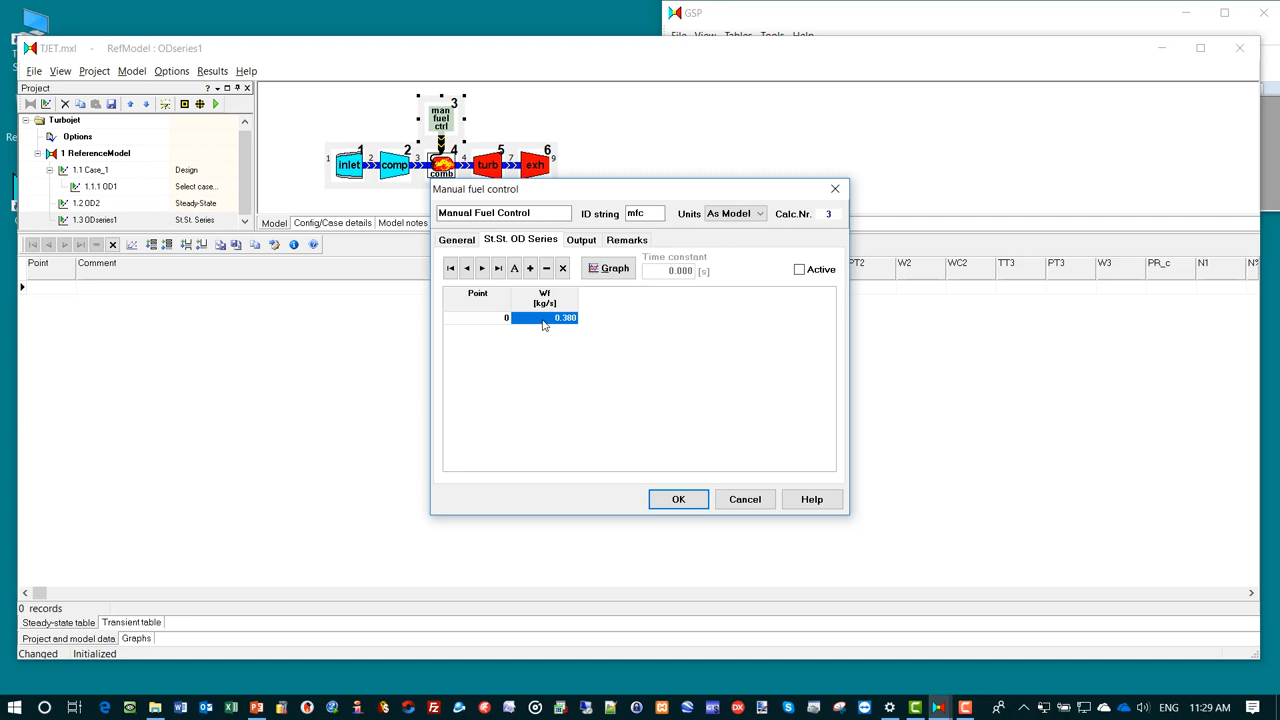 GSP
File View Tables Tools Help
TJET.mxl - RefModel : ODseries1
File View Project Model Options Results Help
Project
Turbojet
Options
1 ReferenceModel
1.1 Case_1 Design
1.1.1 OD1 Select case...
1.2 OD2 Steady-State
1.3 ODseries1 St.St. Series
3
man
fuel
ctrl
1 2 4 5 6
1 inlet 2 comp 3 4 turb 7 exh 9
comb
Model Config/Case details Model notes
Point Comment
PT2 W2 WC2 TT3 PT3 W3 PR_c N1
0 records
Steady-state table Transient table
Project and model data Graphs
Changed Initialized
Manual fuel control
Manual Fuel Control ID string mfc Units As Model Calc.Nr. 3
General St.St. OD Series Output Remarks
A Graph Time constant 0.000 [s] Active
Point Wf
[kg/s]
0 0.380
OK Cancel Help
11:29 AM